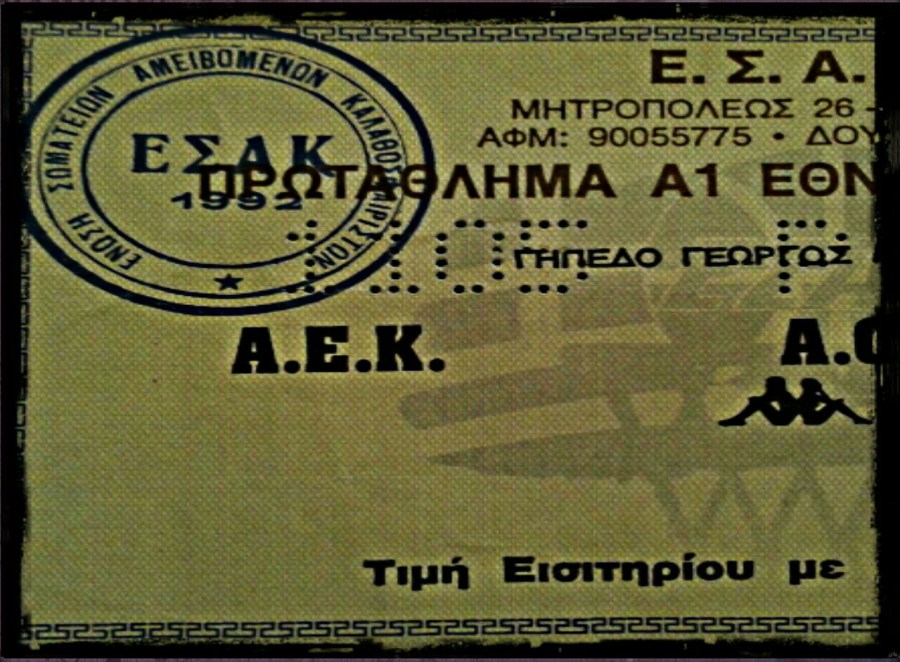 ΕΝΩΣΗ ΣΩΜΑΤΕΙΩΝ ΑΜΕΙΒΟΜΕΝΩΝ ΚΑΛΑΘΟΣΦΑΙΡΙΣΤΩΝ
ΕΣΑΚ
1992
Ε. Σ. Α.
ΜΗΤΡΟΠΟΛΕΩΣ 26 -
ΑΦΜ: 90055775 • ΔΟΥ
ΠΡΩΤΑΘΛΗΜΑ Α1 ΕΘΝ
ΓΗΠΕΔΟ ΓΕΩΡΓΟΣ
Α.Ε.Κ.
Α.Ο
Τιμή Εισιτηρίου με